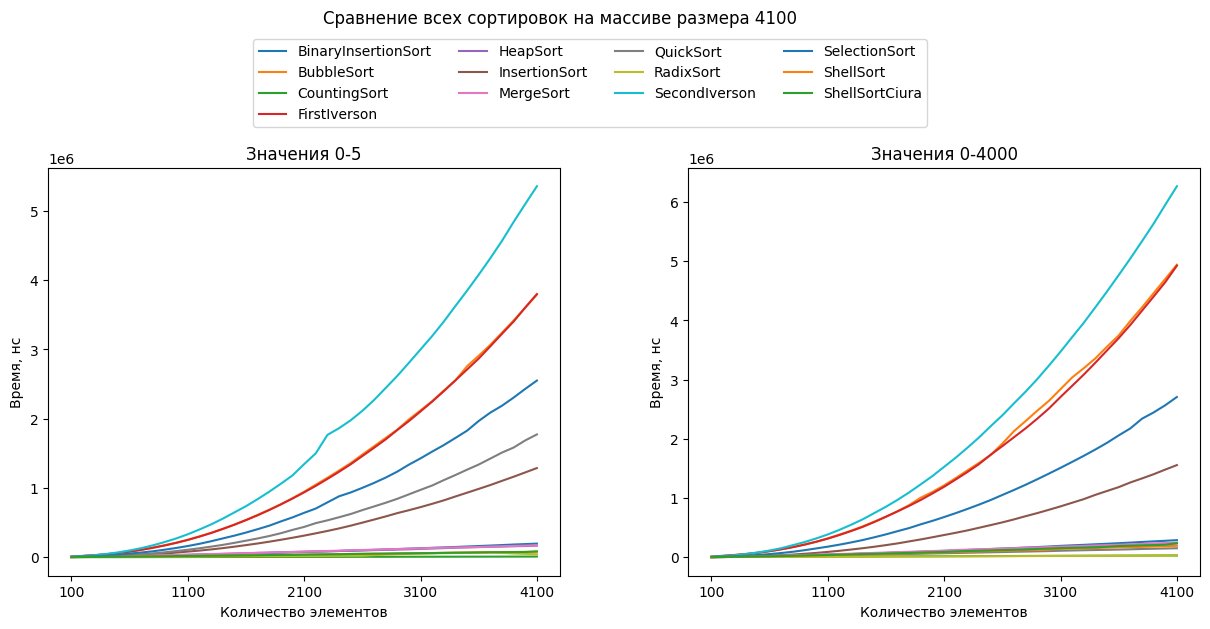 Сравнение всех сортировок на массиве размера 4100
BinaryInsertionSort HeapSort QuickSort SelectionSort
BubbleSort InsertionSort RadixSort ShellSort
CountingSort MergeSort SecondIverson ShellSortCiura
FirstIverson
Значения 0-5
1e6
5
4
3
2
1
0
Время, нс
100 1100 2100 3100 4100
Количество элементов
Значения 0-4000
1e6
6
5
4
3
2
1
0
Время, нс
100 1100 2100 3100 4100
Количество элементов